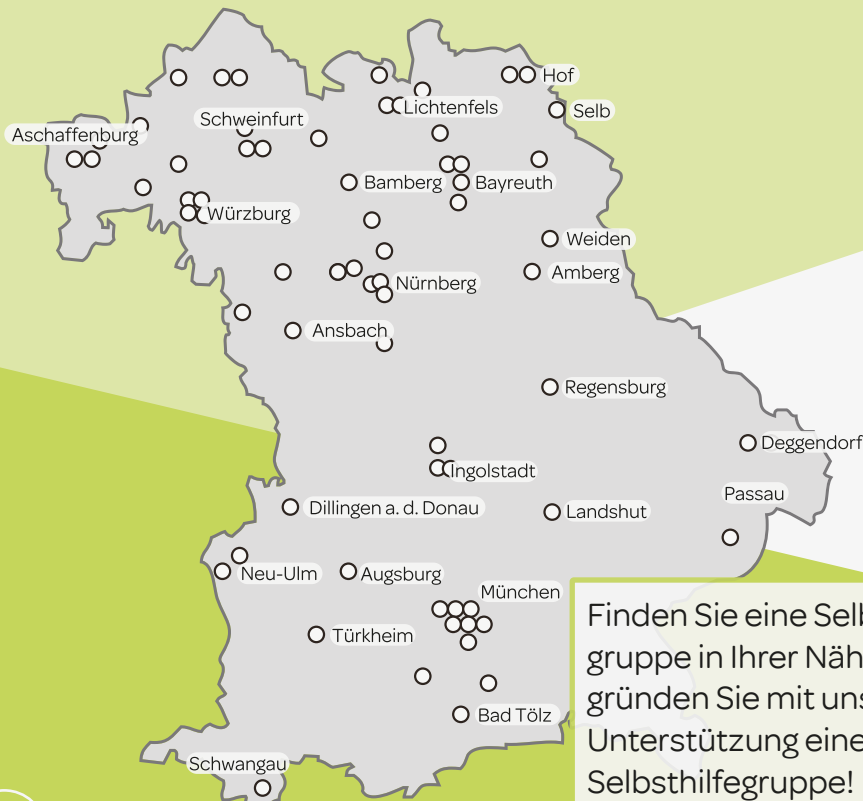 Hof
Lichtenfels
Selb
Schweinfurt
Aschaffenburg
Bamberg
Bayreuth
Würzburg
Weiden
Amberg
Nürnberg
Ansbach
Regensburg
Deggendorf
Ingolstadt
Passau
Dillingen a. d. Donau
Landshut
Neu-Ulm
Augsburg
München
Türkheim
Bad Tölz
Schwangau
Finden Sie eine Selb
gruppe in Ihrer Näh
gründen Sie mit uns
Unterstützung eine
Selbsthilfegruppe!